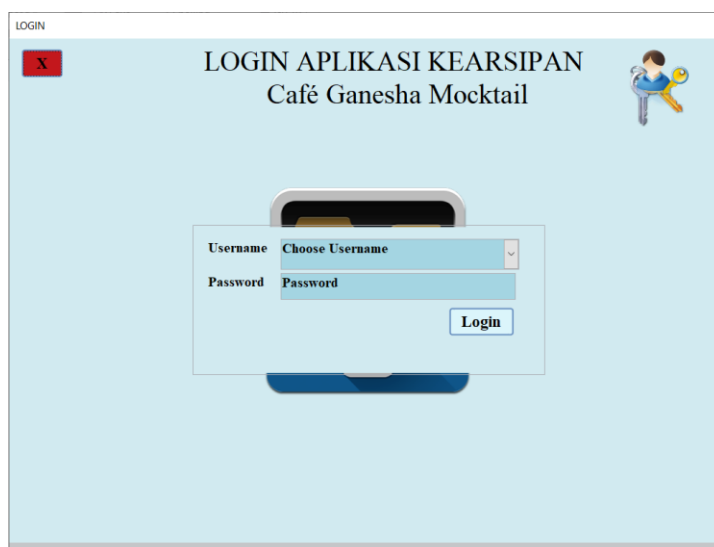 LOGIN
X
LOGIN APLIKASI KEARSIPAN
Café Ganesha Mocktail
Username Choose Username
Password Password
Login